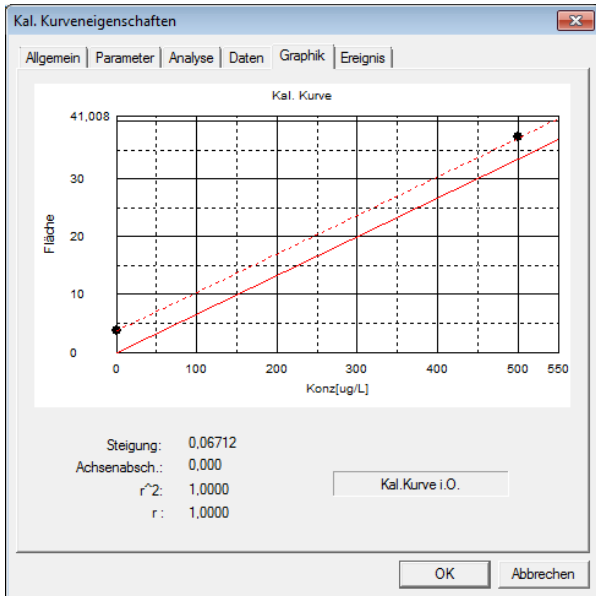 Kal. Kurveneigenschaften
Allgemein Parameter Analyse Daten Graphik Ereignis
Kal. Kurve
41,008
30
20
10
0
Fläche
0 100 200 300 400 500 550
Konz[ug/L]
Steigung: 0,06712
Achsenabsch.: 0,000
r^2: 1,0000
r : 1,0000
Kal.Kurve i.O.
OK Abbrechen